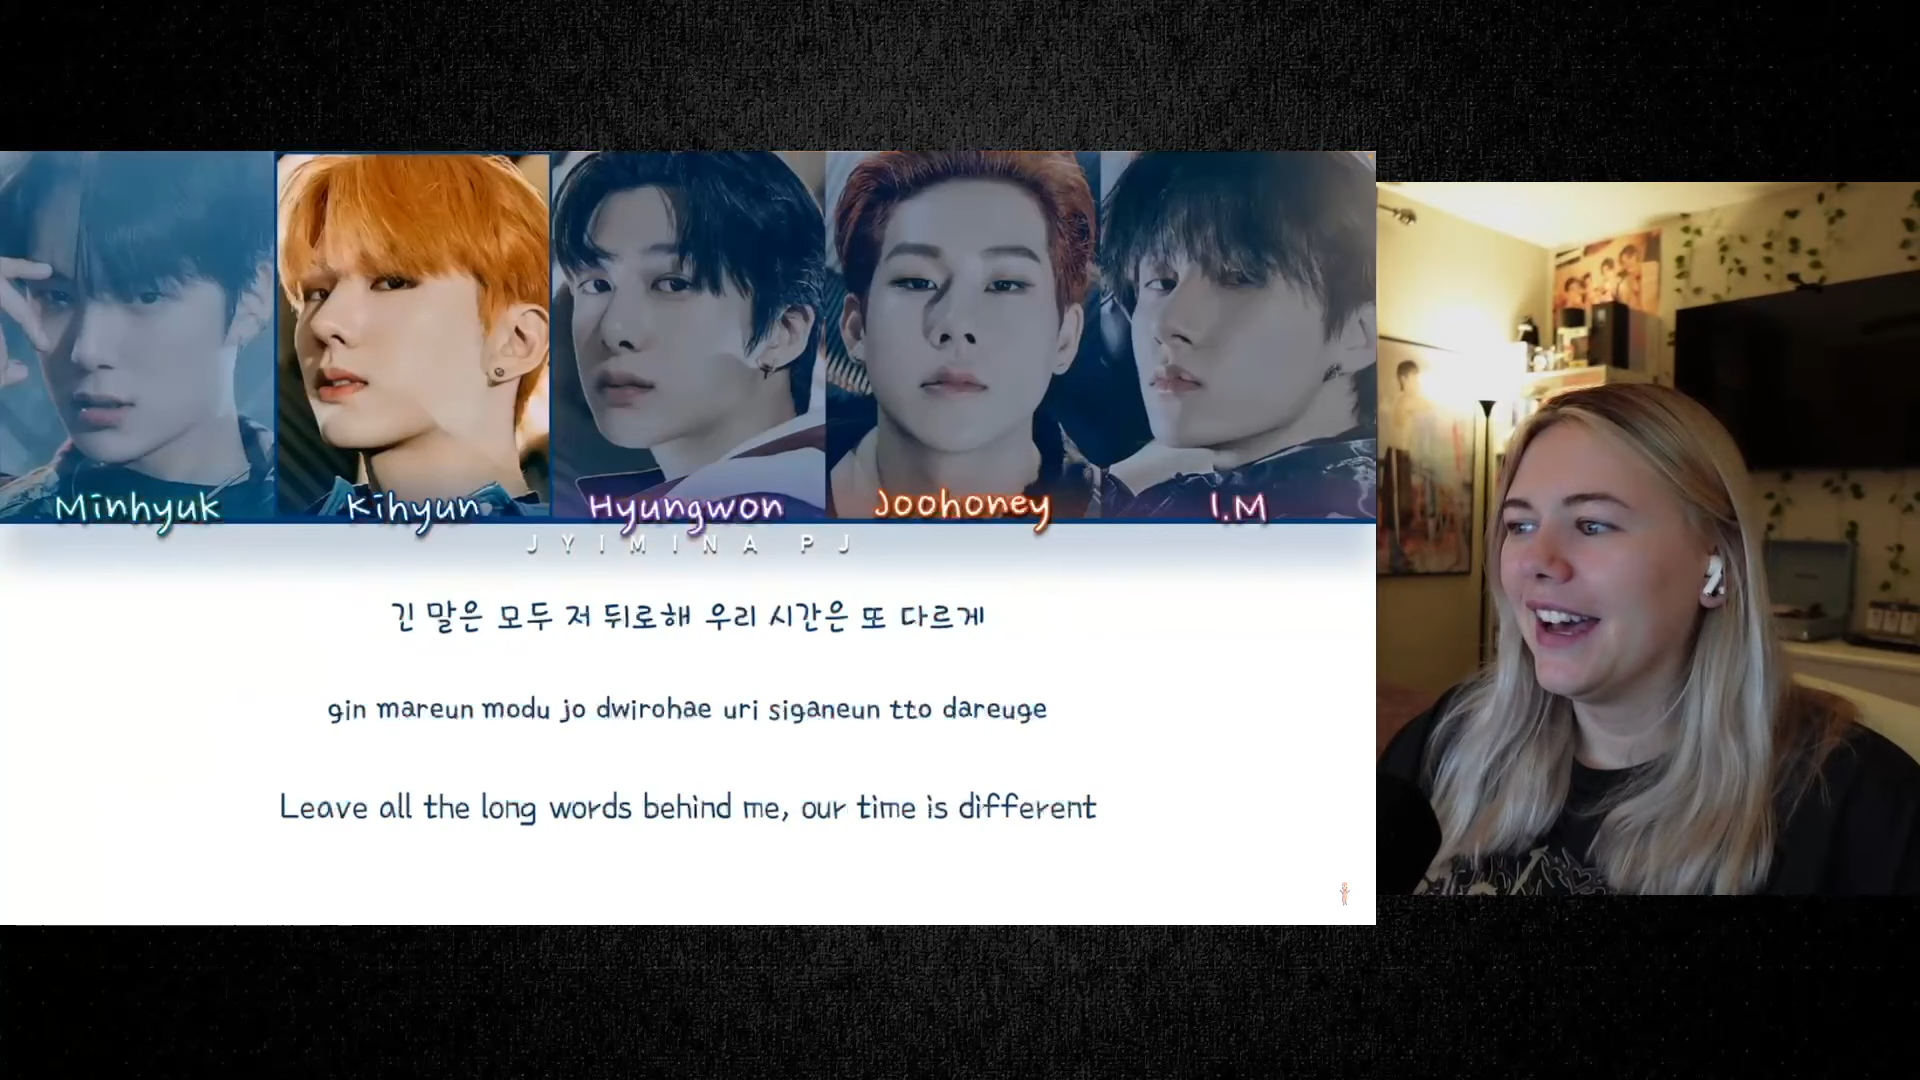 Minhyuk
Kihyun
Hyungwon
Joohoney
I.M
JYIMINA PJ
긴 말은 모두 저 뒤로해 우리 시간은 또 다르게
gin mareun modu jo dwirohae uri siganeun tto dareuge
Leave all the long words behind me, our time is different